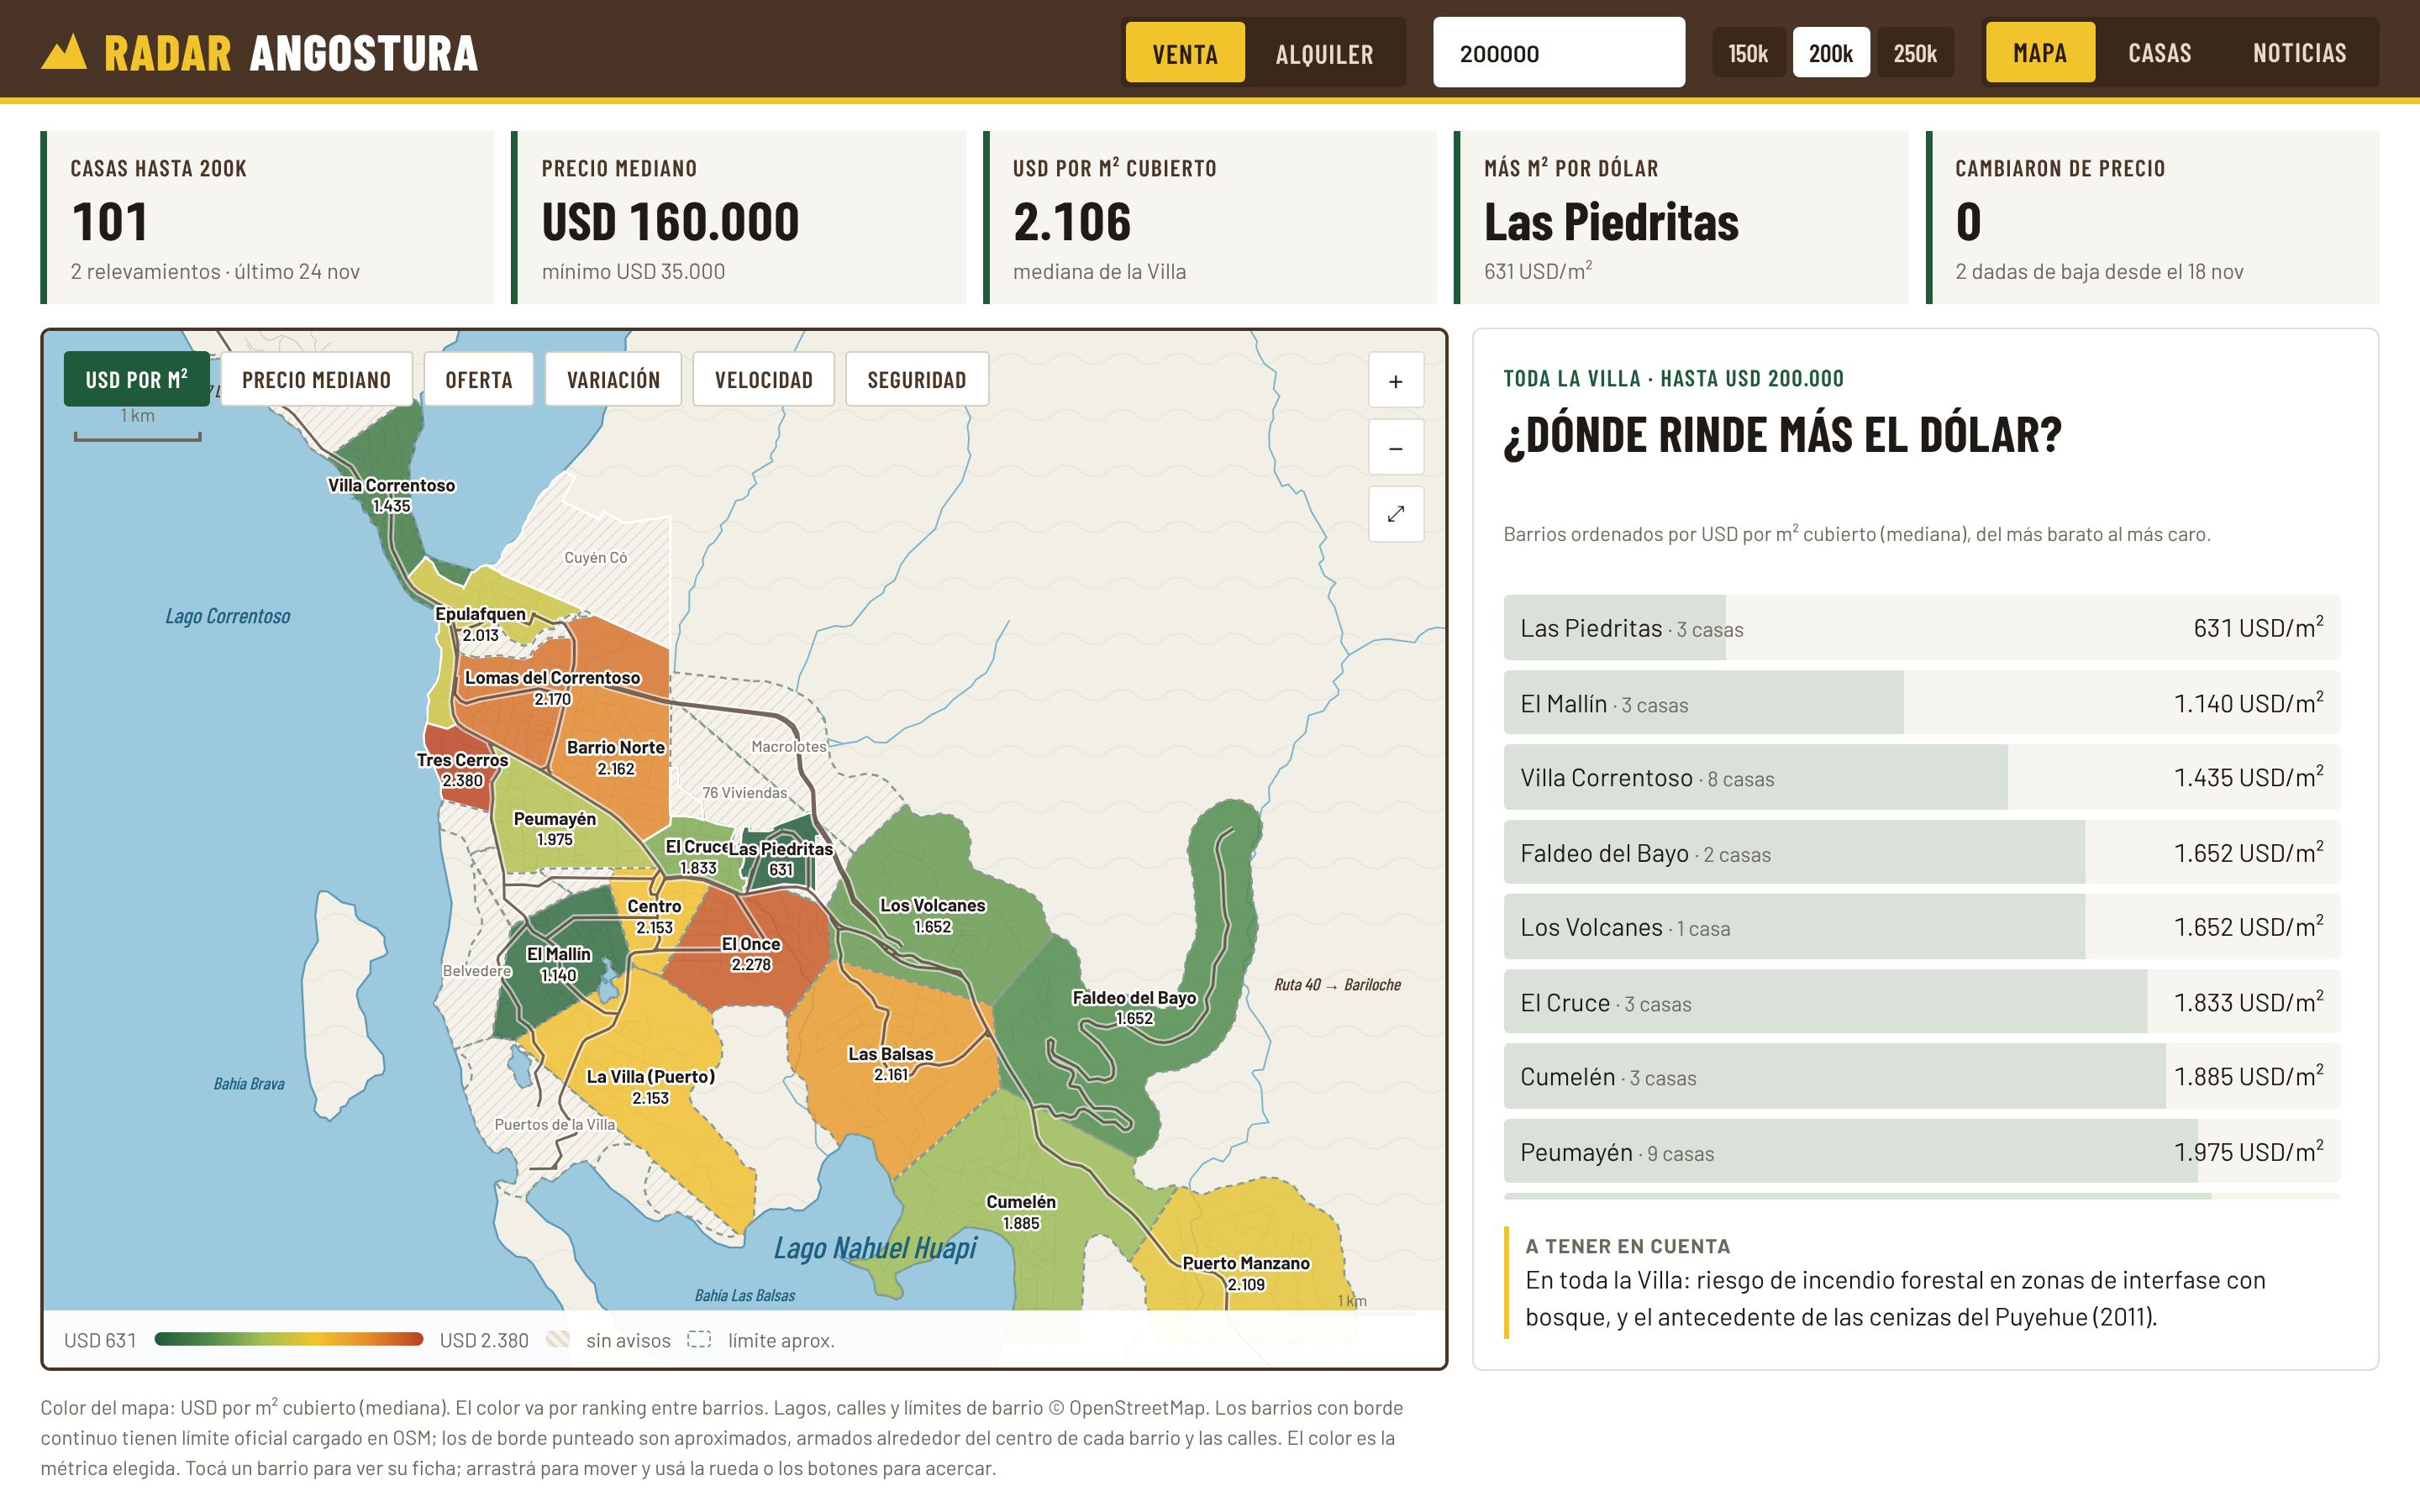 RADAR ANGOSTURA
VENTA
ALQUILER
200000
150k
200k
250k
MAPA
CASAS
NOTICIAS
CASAS HASTA 200K
101
2 relevamientos · último 24 nov
PRECIO MEDIANO
USD 160.000
mínimo USD 35.000
USD POR M² CUBIERTO
2.106
mediana de la Villa
MÁS M² POR DÓLAR
Las Piedritas
631 USD/m²
CAMBIARON DE PRECIO
0
2 dadas de baja desde el 18 nov
USD POR M²
PRECIO MEDIANO
OFERTA
VARIACIÓN
VELOCIDAD
SEGURIDAD
+
−
⤢
1 km
Villa Correntoso
1.435
Cuyén Có
Lago Correntoso
Epulafquen
2.013
Lomas del Correntoso
2.170
Barrio Norte
2.162
Macrolotes
Tres Cerros
2.380
76 Viviendas
Peumayén
1.975
El Cruce
1.833
Las Piedritas
631
Centro
2.153
Los Volcanes
1.652
El Once
2.278
El Mallín
1.140
Belvedere
Ruta 40 → Bariloche
Faldeo del Bayo
1.652
Las Balsas
2.161
Bahía Brava
La Villa (Puerto)
2.153
Puertos de la Villa
Cumelén
1.885
Lago Nahuel Huapi
Puerto Manzano
2.109
Bahía Las Balsas
1 km
USD 631
USD 2.380
sin avisos
límite aprox.
TODA LA VILLA · HASTA USD 200.000
¿DÓNDE RINDE MÁS EL DÓLAR?
Barrios ordenados por USD por m² cubierto (mediana), del más barato al más caro.
Las Piedritas · 3 casas 631 USD/m²
El Mallín · 3 casas 1.140 USD/m²
Villa Correntoso · 8 casas 1.435 USD/m²
Faldeo del Bayo · 2 casas 1.652 USD/m²
Los Volcanes · 1 casa 1.652 USD/m²
El Cruce · 3 casas 1.833 USD/m²
Cumelén · 3 casas 1.885 USD/m²
Peumayén · 9 casas 1.975 USD/m²
A TENER EN CUENTA
En toda la Villa: riesgo de incendio forestal en zonas de interfase con
bosque, y el antecedente de las cenizas del Puyehue (2011).
Color del mapa: USD por m² cubierto (mediana). El color va por ranking entre barrios. Lagos, calles y límites de barrio © OpenStreetMap. Los barrios con borde
continuo tienen límite oficial cargado en OSM; los de borde punteado son aproximados, armados alrededor del centro de cada barrio y las calles. El color es la
métrica elegida. Tocá un barrio para ver su ficha; arrastrá para mover y usá la rueda o los botones para acercar.